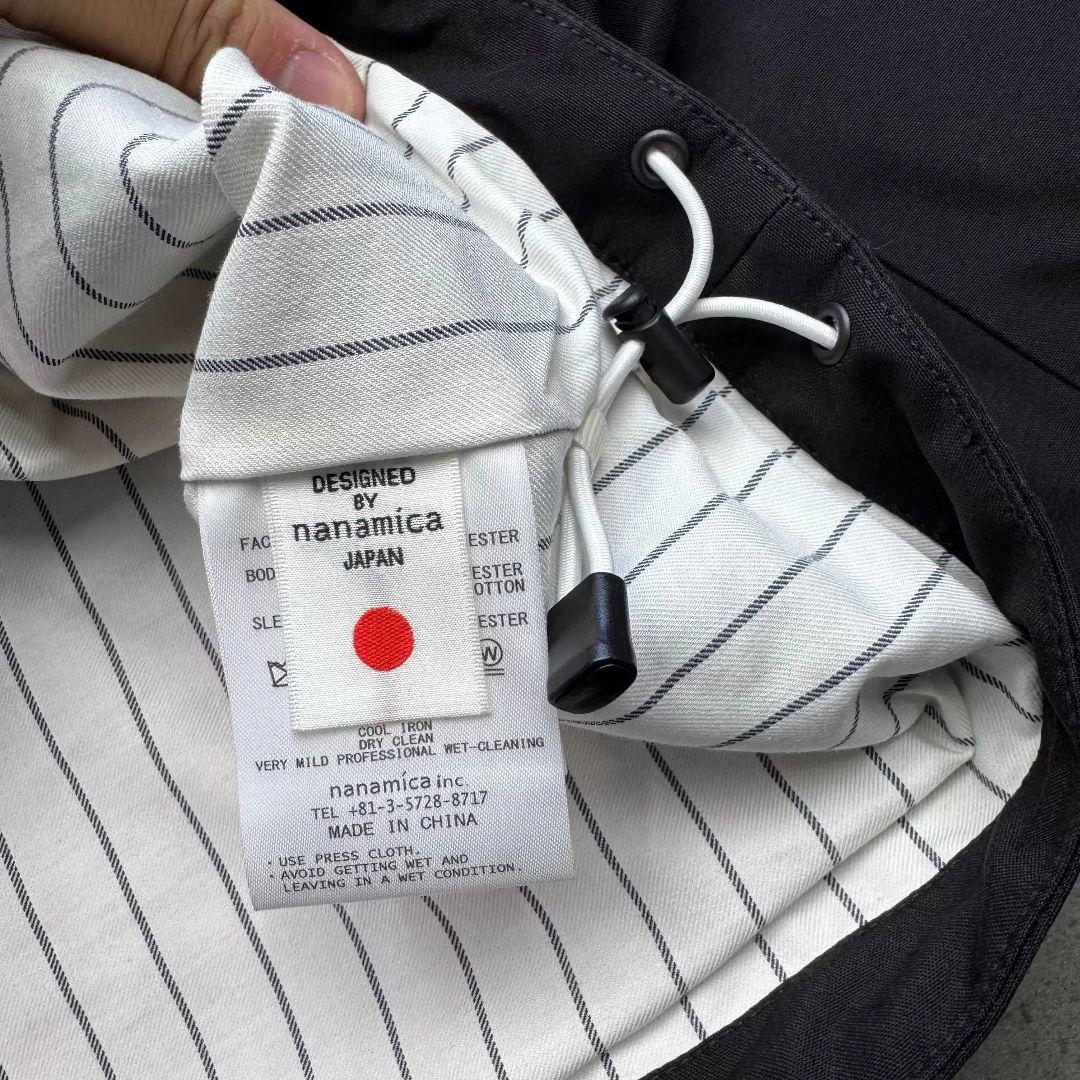 DESIGNED
BY
nanamica
JAPAN
FAC ESTER
BOD ESTER
OTTON
SLE ESTER
W
COOL IRON
DRY CLEAN
VERY MILD PROFESSIONAL WET-CLEANING
nanamica inc.
TEL +81-3-5728-8717
MADE IN CHINA
・USE PRESS CLOTH.
・AVOID GETTING WET AND
LEAVING IN A WET CONDITION.